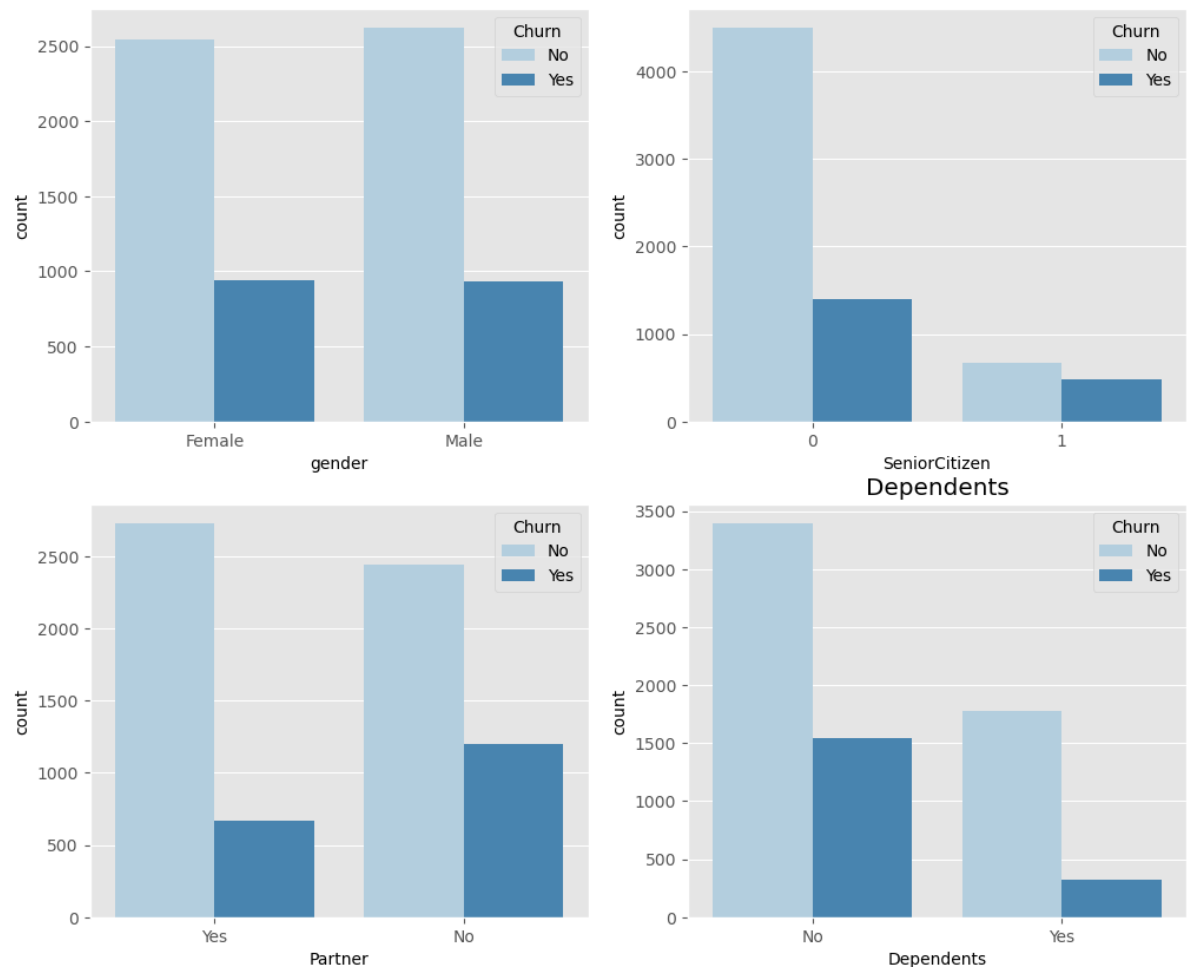 2500
2000
1500
1000
500
0
count
Female
Male
gender
Churn
No
Yes
4000
3000
2000
1000
0
count
0
1
SeniorCitizen
Churn
No
Yes
2500
2000
1500
1000
500
0
count
Yes
No
Partner
Churn
No
Yes
Dependents
3500
3000
2500
2000
1500
1000
500
0
count
No
Yes
Dependents
Churn
No
Yes